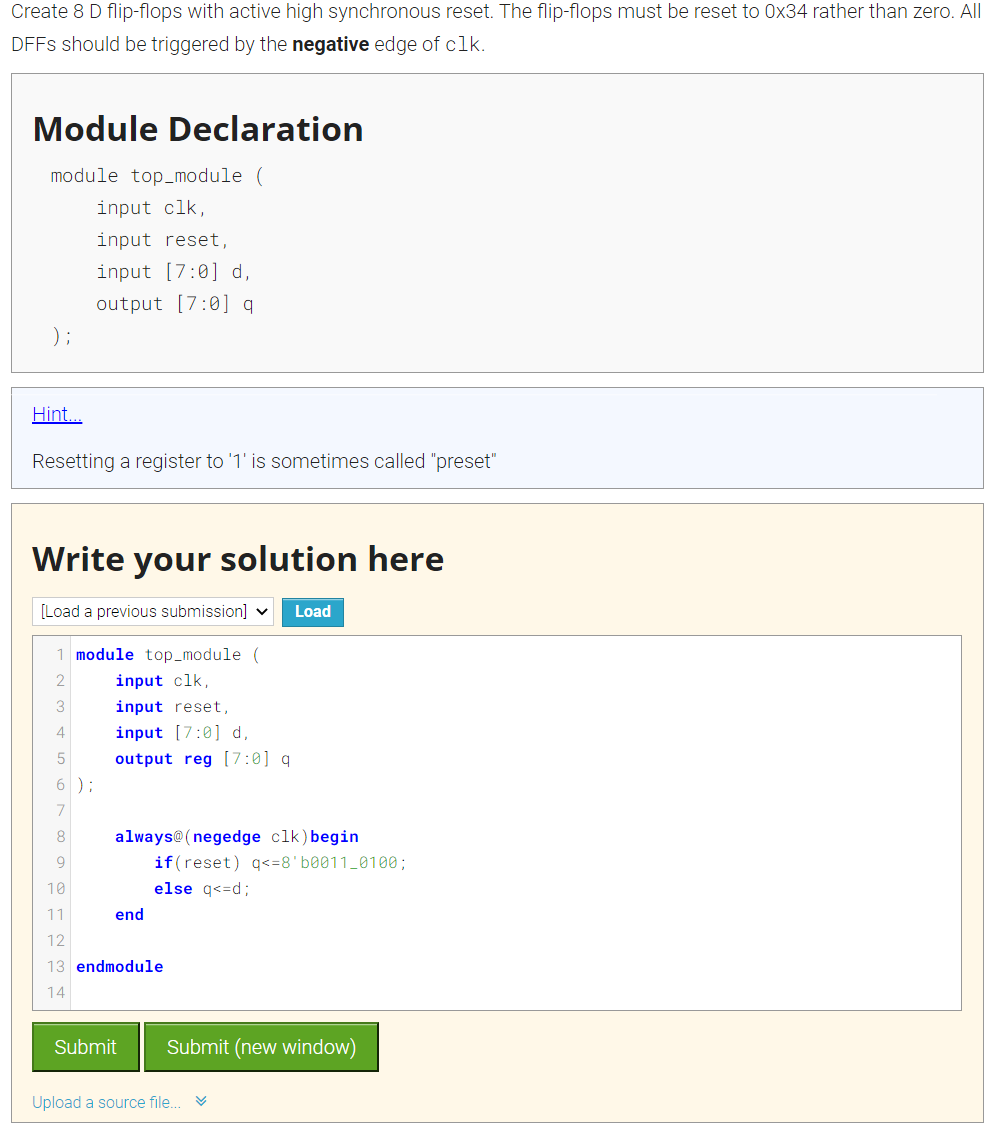 Create 8 D flip-flops with active high synchronous reset. The flip-flops must be reset to 0x34 rather than zero. All
DFFs should be triggered by the negative edge of clk.
Module Declaration
module top_module (
    input clk,
    input reset,
    input [7:0] d,
    output [7:0] q
);
Hint...
Resetting a register to '1' is sometimes called "preset"
Write your solution here
[Load a previous submission] Load
1 module top_module (
2     input clk,
3     input reset,
4     input [7:0] d,
5     output reg [7:0] q
6 );
7
8     always@(negedge clk)begin
9         if(reset) q<=8'b0011_0100;
10         else q<=d;
11     end
12
13 endmodule
14
Submit Submit (new window)
Upload a source file...